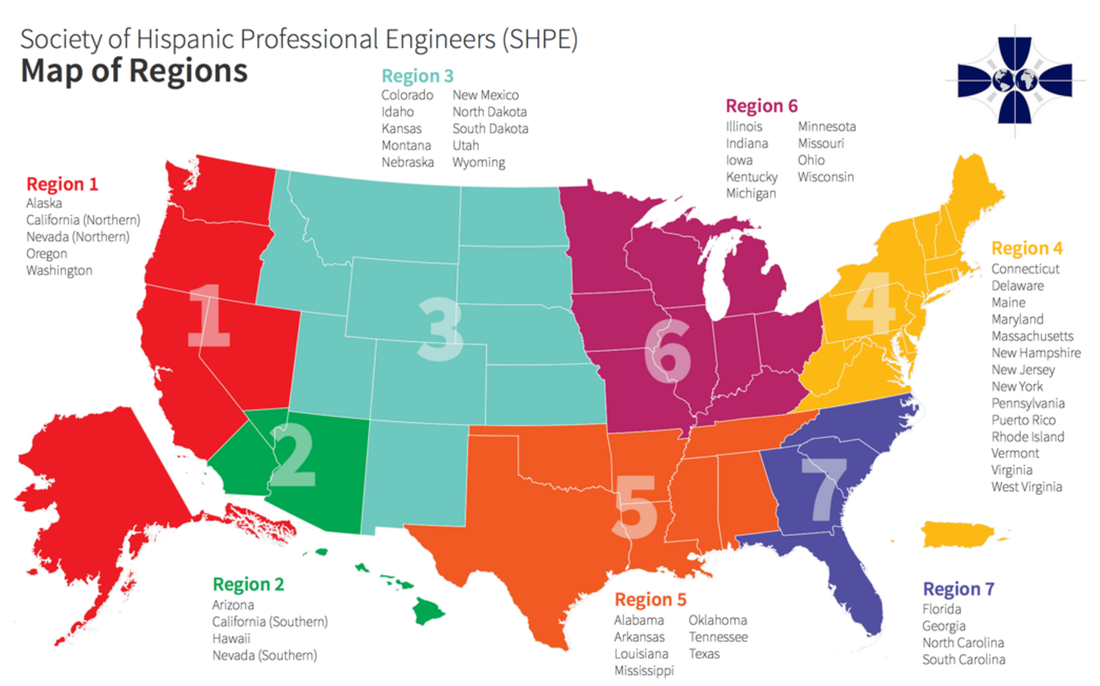 Society of Hispanic Professional Engineers (SHPE)
Map of Regions
Region 3
Colorado New Mexico
Idaho North Dakota
Kansas South Dakota
Montana Utah
Nebraska Wyoming
Region 6
Illinois Minnesota
Indiana Missouri
Iowa Ohio
Kentucky Wisconsin
Michigan
Region 1
Alaska
California (Northern)
Nevada (Northern)
Oregon
Washington
Region 4
Connecticut
Delaware
Maine
Maryland
Massachusetts
New Hampshire
New Jersey
New York
Pennsylvania
Puerto Rico
Rhode Island
Vermont
Virginia
West Virginia
1
3
6
4
2
5
7
Region 2
Arizona
California (Southern)
Hawaii
Nevada (Southern)
Region 5
Alabama Oklahoma
Arkansas Tennessee
Louisiana Texas
Mississippi
Region 7
Florida
Georgia
North Carolina
South Carolina